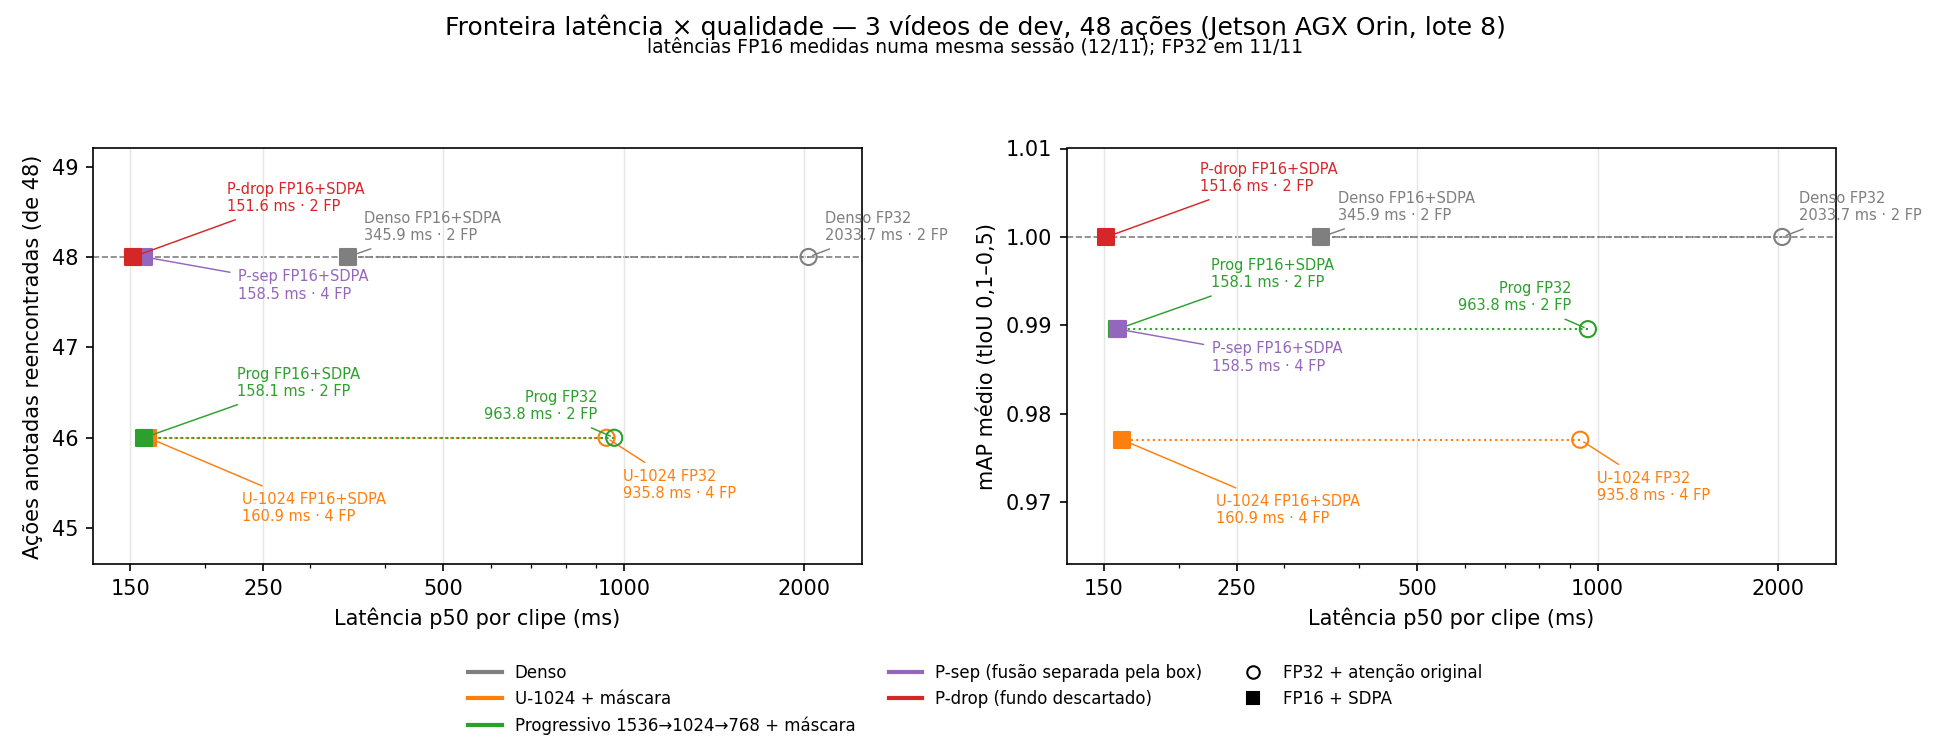 Fronteira latência × qualidade — 3 vídeos de dev, 48 ações (Jetson AGX Orin, lote 8)
latências FP16 medidas numa mesma sessão (12/11); FP32 em 11/11
Ações anotadas reencontradas (de 48)
49
48
47
46
45
P-drop FP16+SDPA
151.6 ms · 2 FP
Denso FP16+SDPA
345.9 ms · 2 FP
Denso FP32
2033.7 ms · 2 FP
P-sep FP16+SDPA
158.5 ms · 4 FP
Prog FP16+SDPA
158.1 ms · 2 FP
Prog FP32
963.8 ms · 2 FP
U-1024 FP16+SDPA
160.9 ms · 4 FP
U-1024 FP32
935.8 ms · 4 FP
150
250
500
1000
2000
Latência p50 por clipe (ms)
mAP médio (tIoU 0,1–0,5)
1.01
1.00
0.99
0.98
0.97
P-drop FP16+SDPA
151.6 ms · 2 FP
Denso FP16+SDPA
345.9 ms · 2 FP
Denso FP32
2033.7 ms · 2 FP
Prog FP16+SDPA
158.1 ms · 2 FP
Prog FP32
963.8 ms · 2 FP
P-sep FP16+SDPA
158.5 ms · 4 FP
U-1024 FP16+SDPA
160.9 ms · 4 FP
U-1024 FP32
935.8 ms · 4 FP
150
250
500
1000
2000
Latência p50 por clipe (ms)
Denso
U-1024 + máscara
Progressivo 1536→1024→768 + máscara
P-sep (fusão separada pela box)
P-drop (fundo descartado)
FP32 + atenção original
FP16 + SDPA